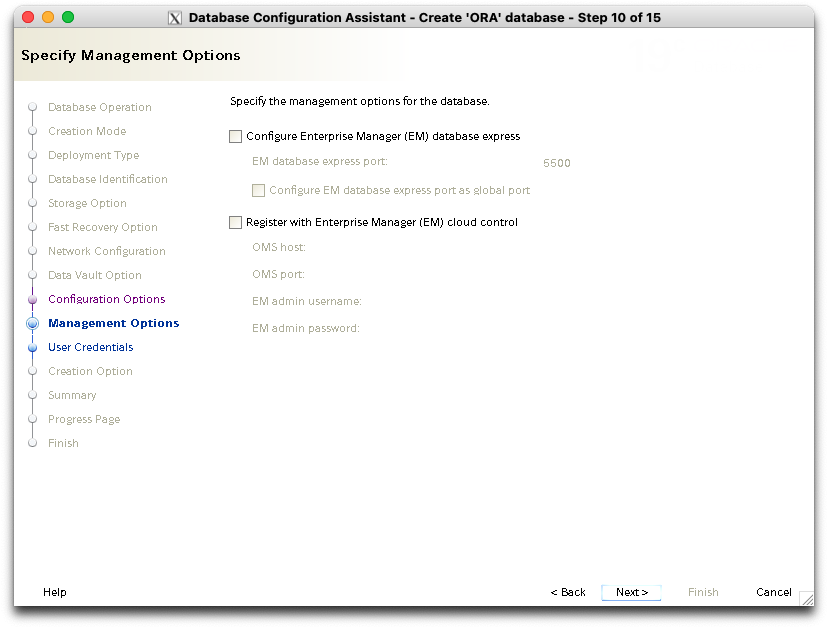 Database Configuration Assistant - Create 'ORA' database - Step 10 of 15
Specify Management Options
Database Operation
Creation Mode
Deployment Type
Database Identification
Storage Option
Fast Recovery Option
Network Configuration
Data Vault Option
Configuration Options
Management Options
User Credentials
Creation Option
Summary
Progress Page
Finish
Specify the management options for the database.
Configure Enterprise Manager (EM) database express
EM database express port: 5500
Configure EM database express port as global port
Register with Enterprise Manager (EM) cloud control
OMS host:
OMS port:
EM admin username:
EM admin password:
Help < Back Next > Finish Cancel